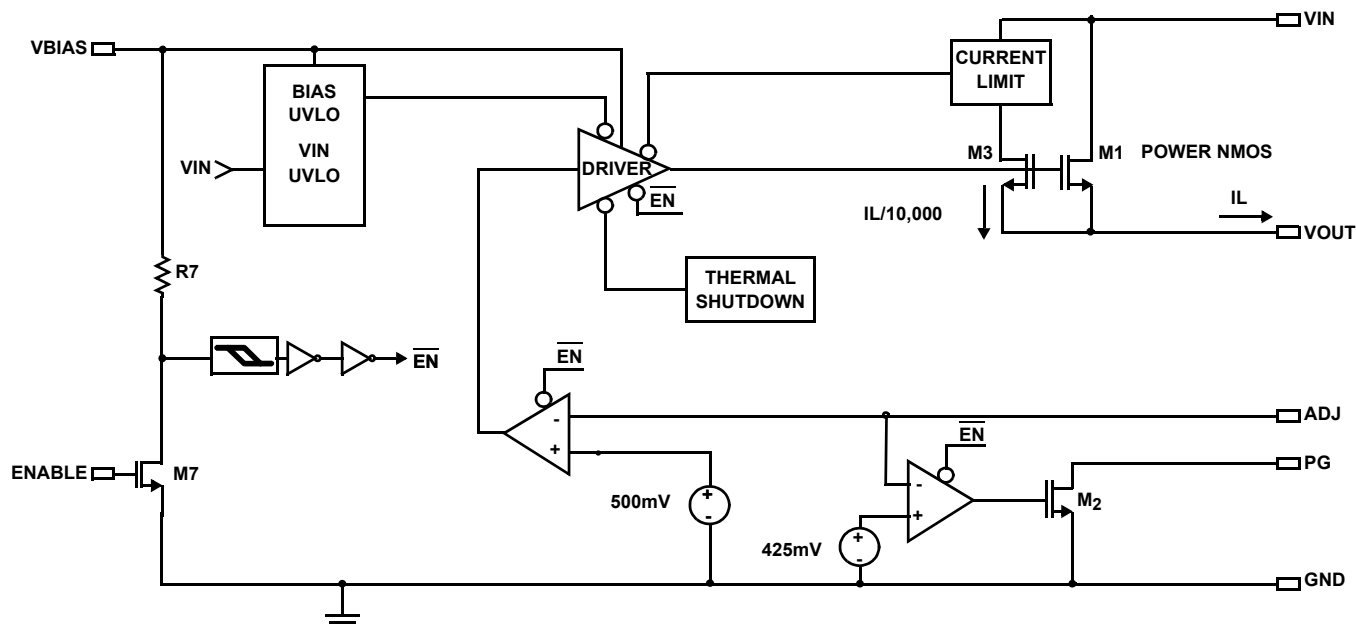 VIN
VBIAS
CURRENT
LIMIT
BIAS
UVLO
VIN
UVLO
VIN
DRIVER
EN
M3
M1
POWER NMOS
IL/10,000
IL
VOUT
R7
THERMAL
SHUTDOWN
EN
EN
-
+
ADJ
EN
PG
ENABLE
M7
500mV
+
-
-
+
M2
425mV
+
-
GND